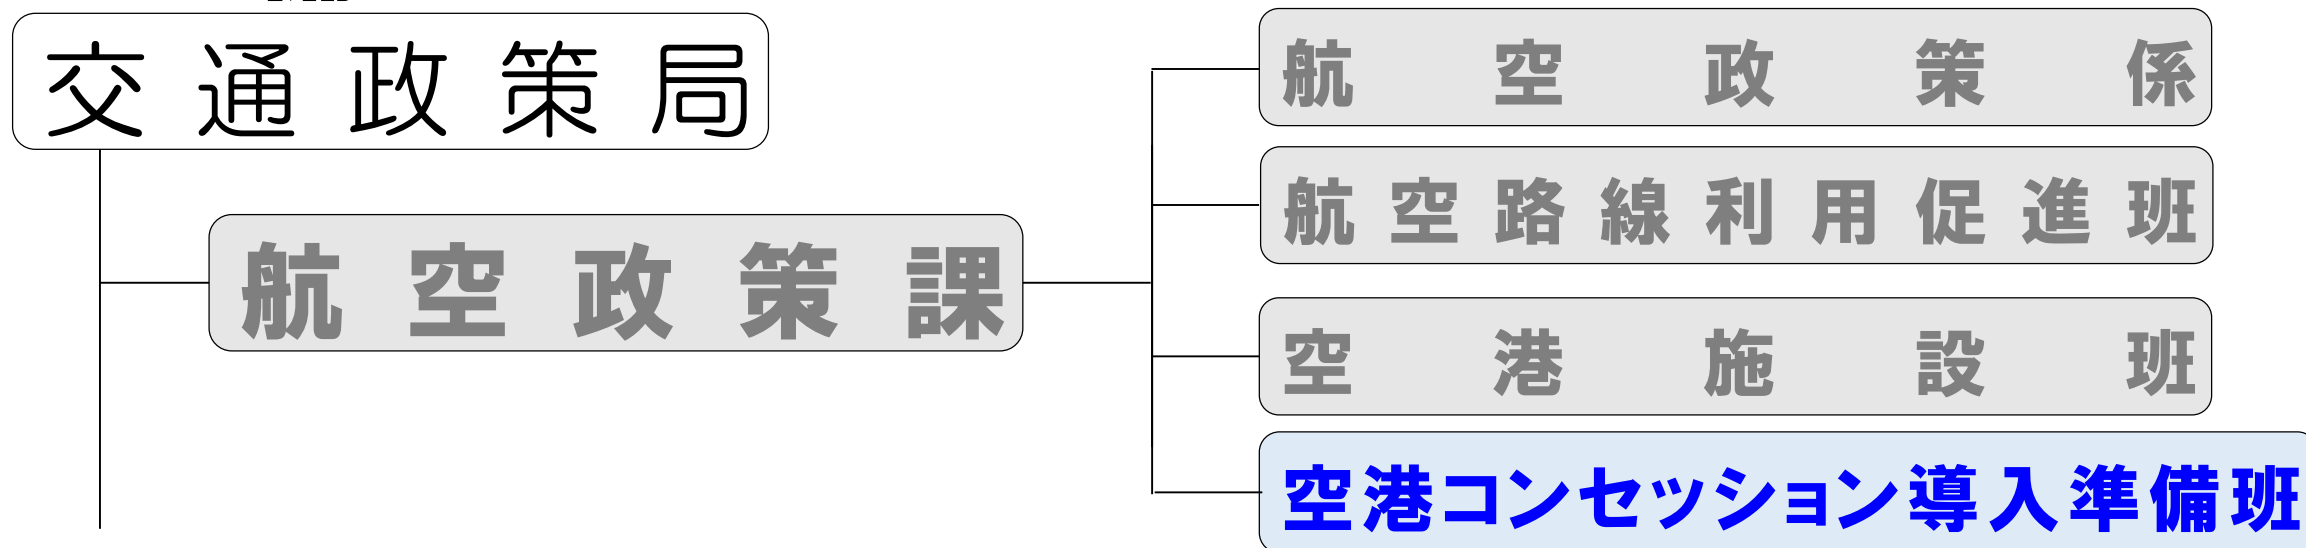 交通政策局
航空政策課
航空政策係
航空路線利用促進班
空港施設班
空港コンセッション導入準備班